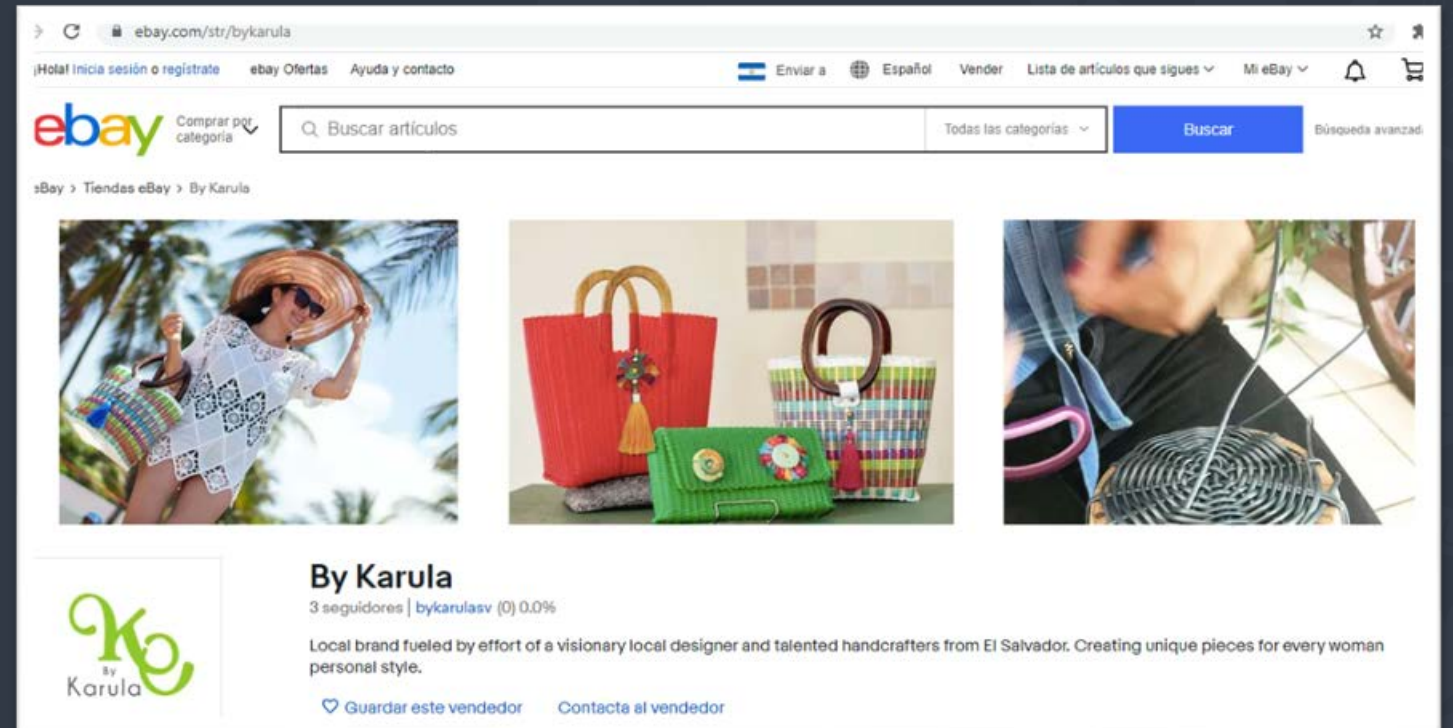 ebay.com/str/bykarula
¡Hola! Inicia sesión o regístrate ebay Ofertas Ayuda y contacto Enviar a Español Vender Lista de artículos que sigues Mi eBay
ebay Comprar por categoría Buscar artículos Todas las categorías Buscar Búsqueda avanzad
eBay > Tiendas eBay > By Karula
By Karula
3 seguidores | bykarulasv (0) 0.0%
Local brand fueled by effort of a visionary local designer and talented handcrafters from El Salvador. Creating unique pieces for every woman
personal style.
Guardar este vendedor Contacta al vendedor
K
By
Karula